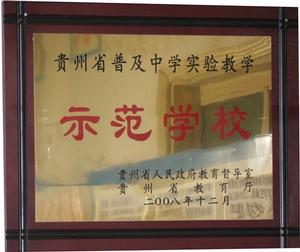 贵州省普及中学实验教学
示范学校
贵州省人民政府教育督导室
贵州省教育厅
二〇〇八年十二月